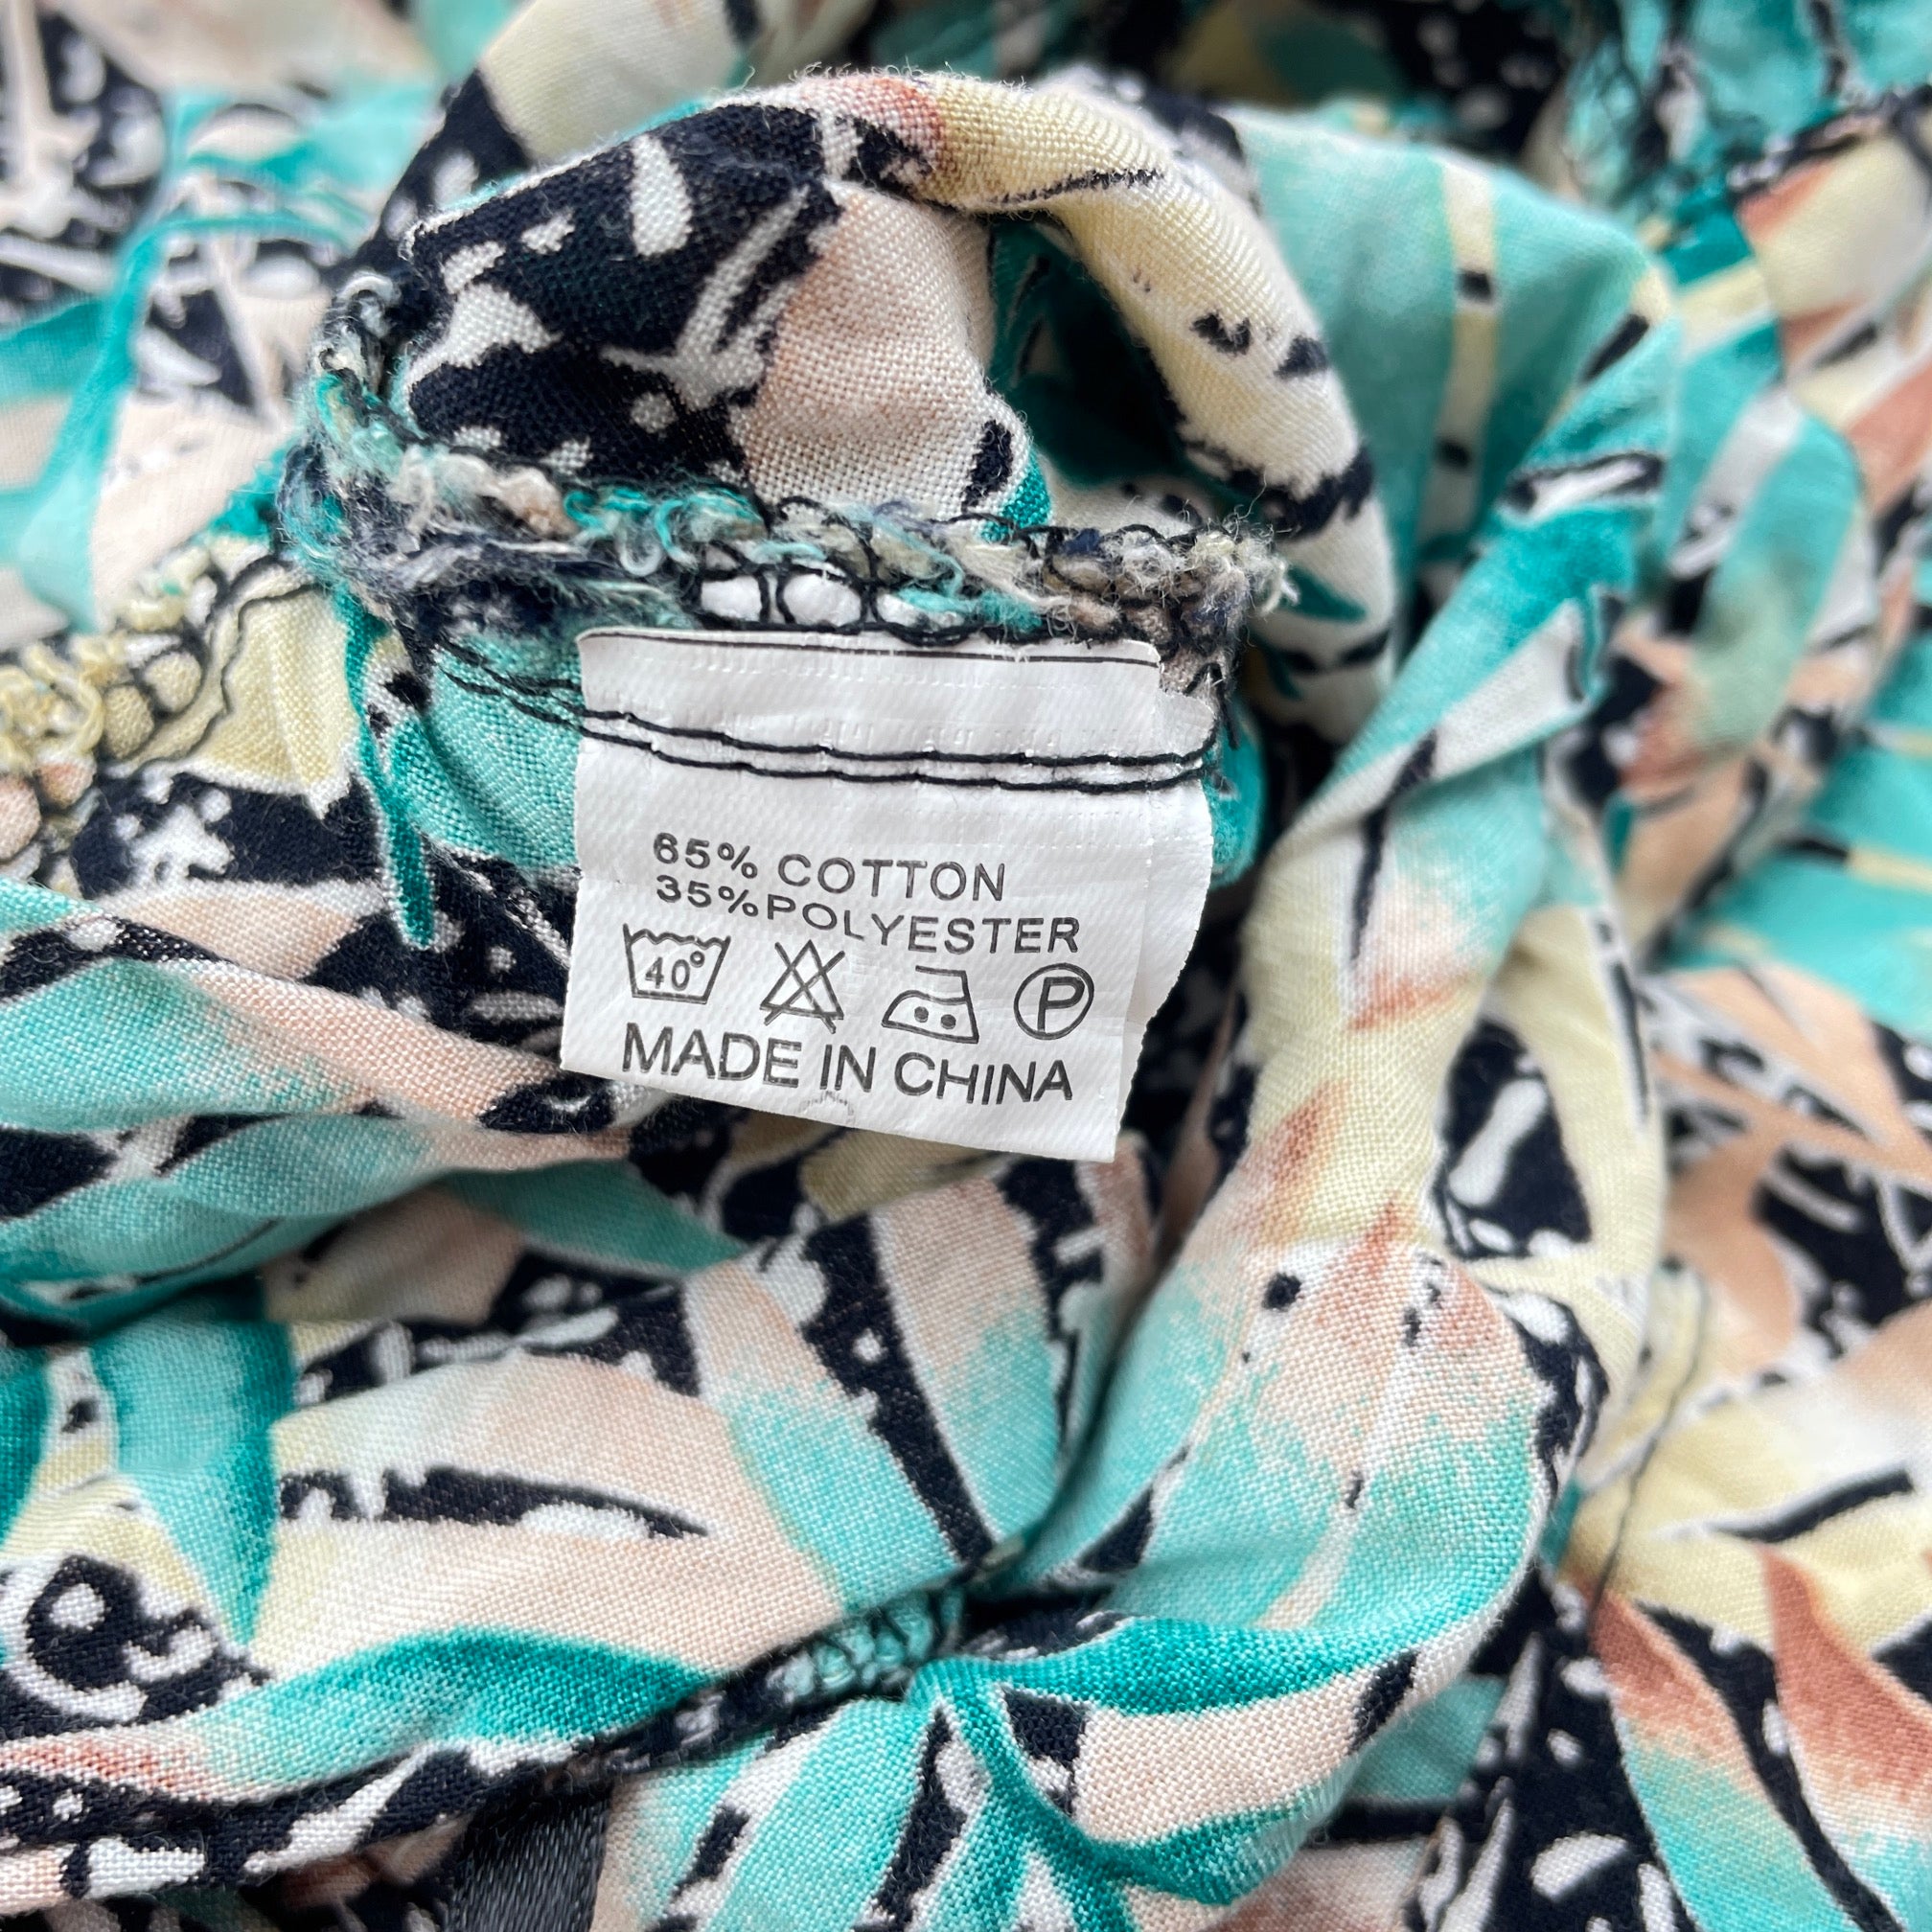 65% COTTON
35%POLYESTER
40° P
MADE IN CHINA